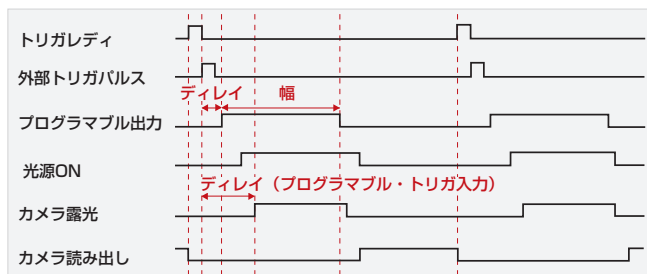 トリガレディ
外部トリガパルス
ディレイ 幅
プログラマブル出力
光源ON
ディレイ（プログラマブル・トリガ入力）
カメラ露光
カメラ読み出し